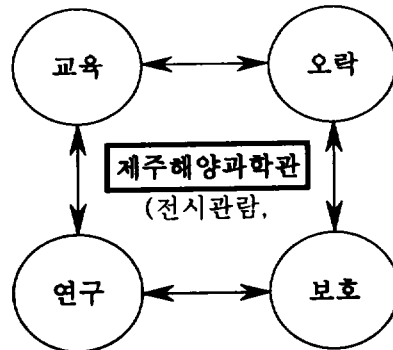 교육
오락
제주해양과학관
(전시관람,
연구
보호